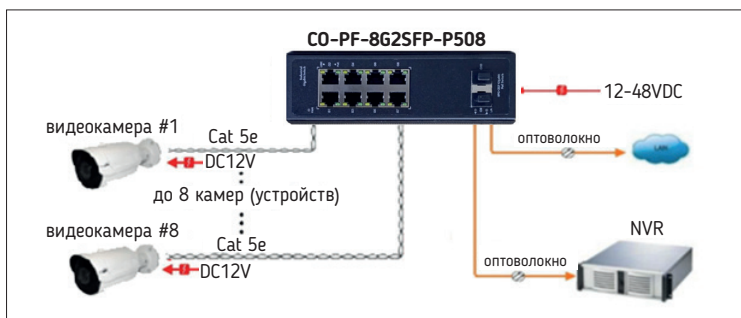 CO-PF-8G2SFP-P508
12-48VDC
видеокамера #1
Cat 5e
DC12V
оптоволокно
LAN
до 8 камер (устройств)
видеокамера #8
Cat 5e
DC12V
NVR
оптоволокно